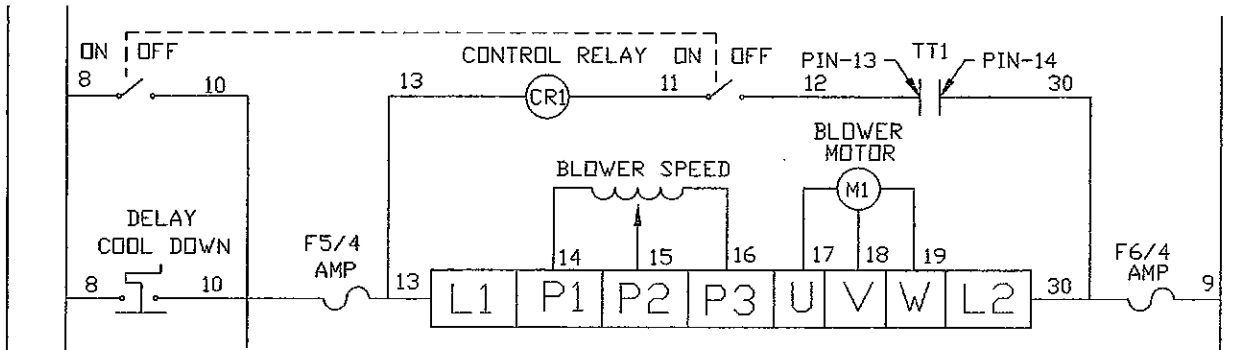 ON OFF
CONTROL RELAY ON OFF
TT1
PIN-13
PIN-14
8
10
13
CR1
11
12
30
BLOWER
MOTOR
BLOWER SPEED
M1
DELAY
COOL DOWN
F5/4
AMP
14
15
16
17
18
19
F6/4
AMP
8
10
13
L1 P1 P2 P3 U V W L2
30
9